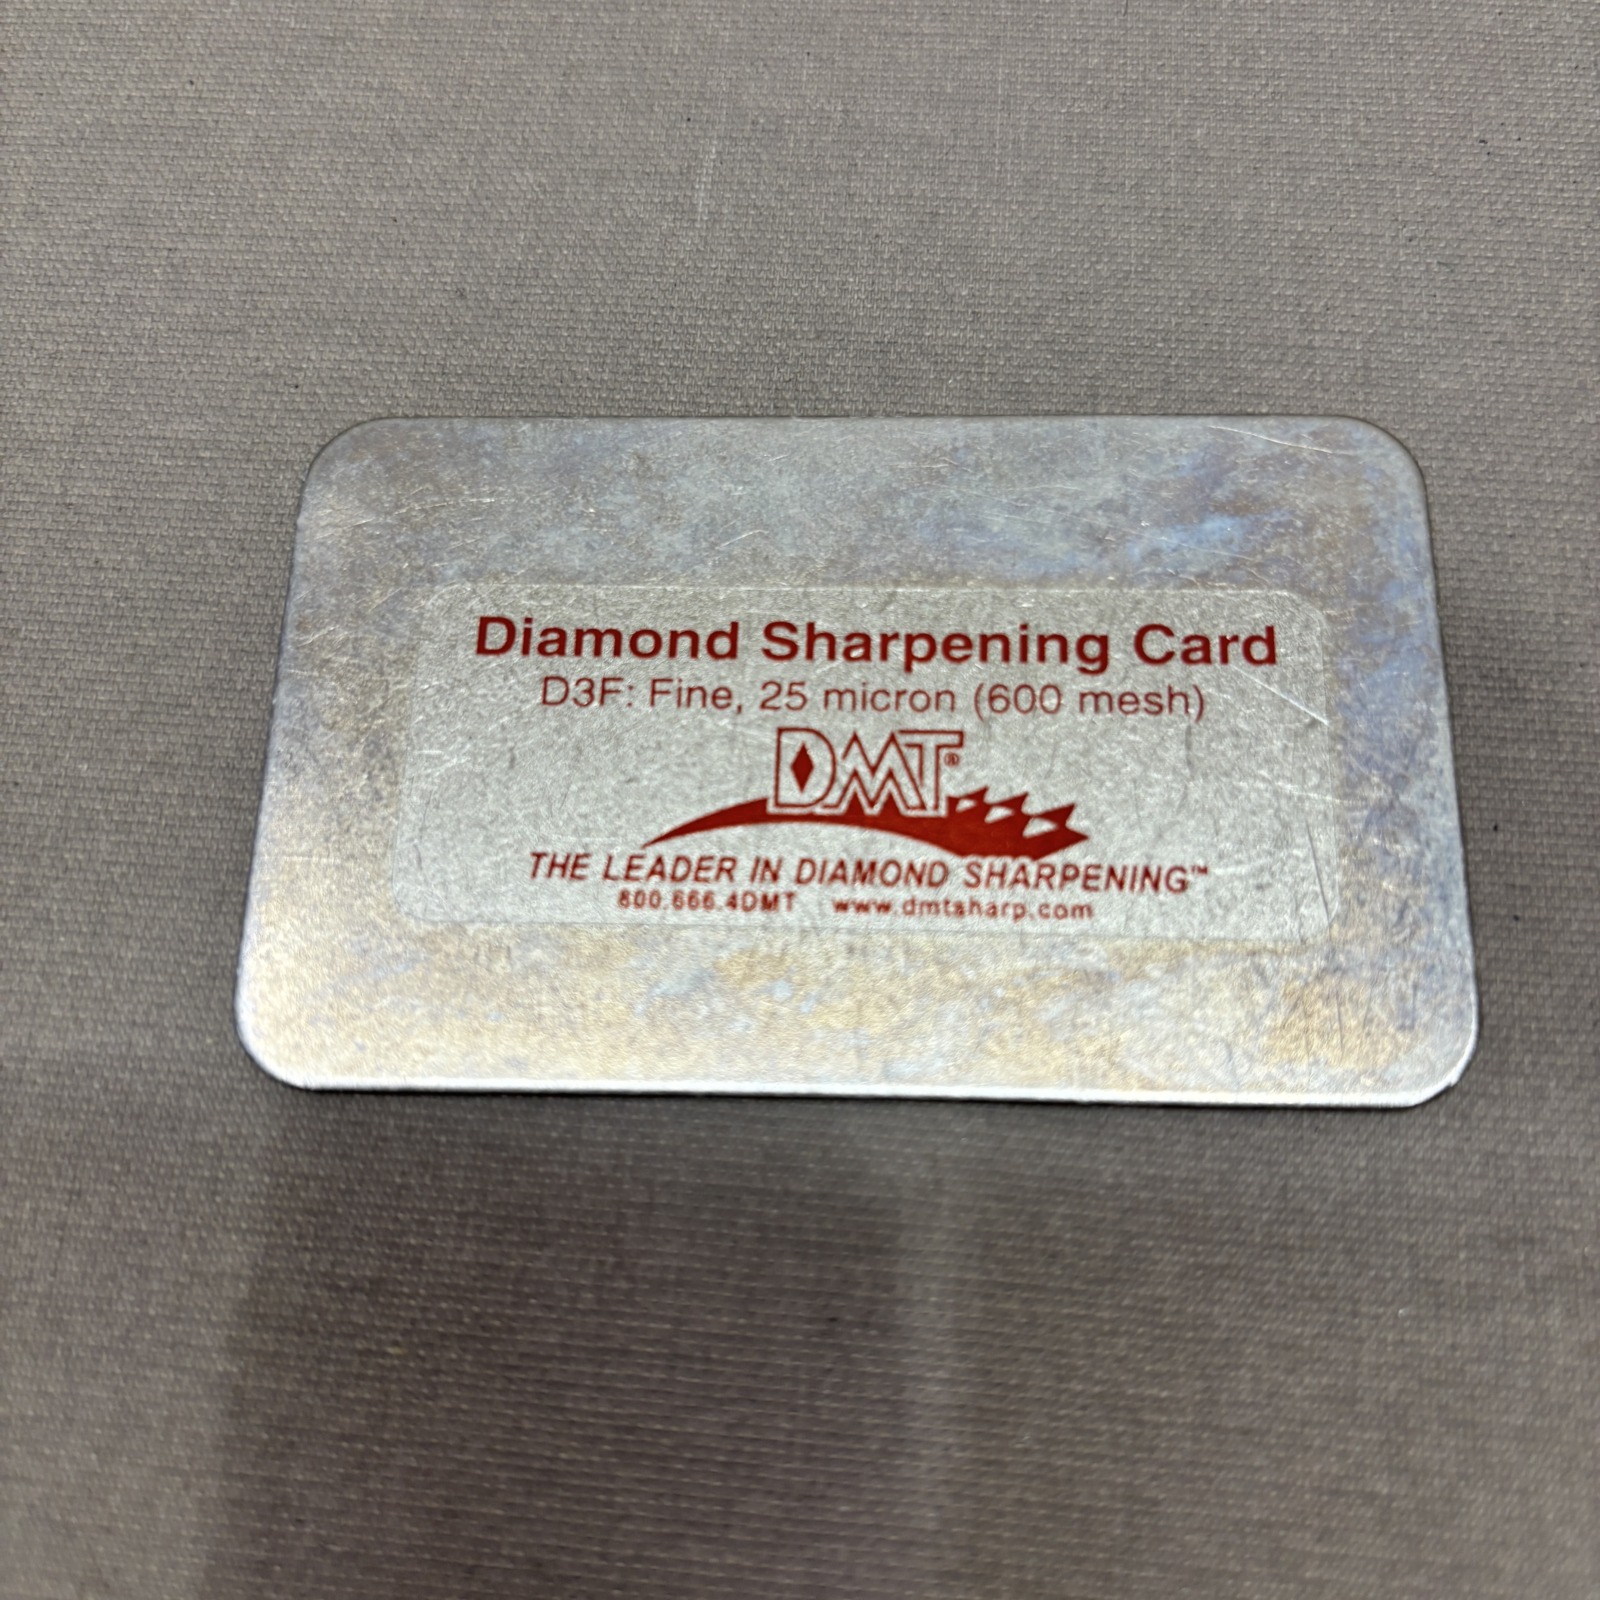 Diamond Sharpening Card
D3F: Fine, 25 micron (600 mesh)
DMT®
THE LEADER IN DIAMOND SHARPENING™
800.666.4DMT www.dmtsharp.com